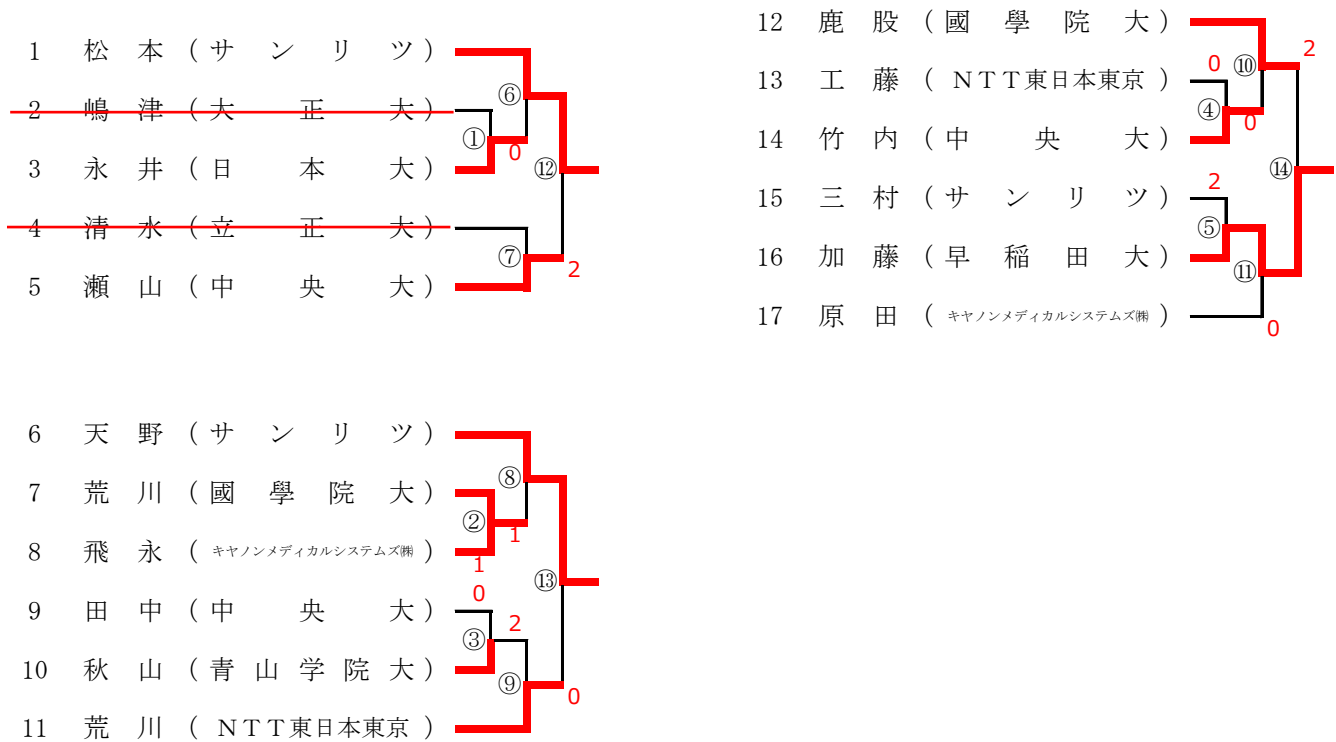 1 松本(サンリツ)
2 嶋津(大正大)
3 永井(日本大)
4 清水(立正大)
5 瀬山(中央大)
⑥
①
0
⑫
⑦
2
6 天野(サンリツ)
7 荒川(國學院大)
8 飛永(キヤノンメディカルシステムズ㈱)
9 田中(中央大)
10 秋山(青山学院大)
11 荒川(NTT東日本東京)
⑧
②
1
1
0
⑬
2
③
⑨
0
12 鹿股(國學院大)
13 工藤(NTT東日本東京)
14 竹内(中央大)
15 三村(サンリツ)
16 加藤(早稲田大)
17 原田(キヤノンメディカルシステムズ㈱)
2
0
⑩
④
0
⑭
2
⑤
⑪
0